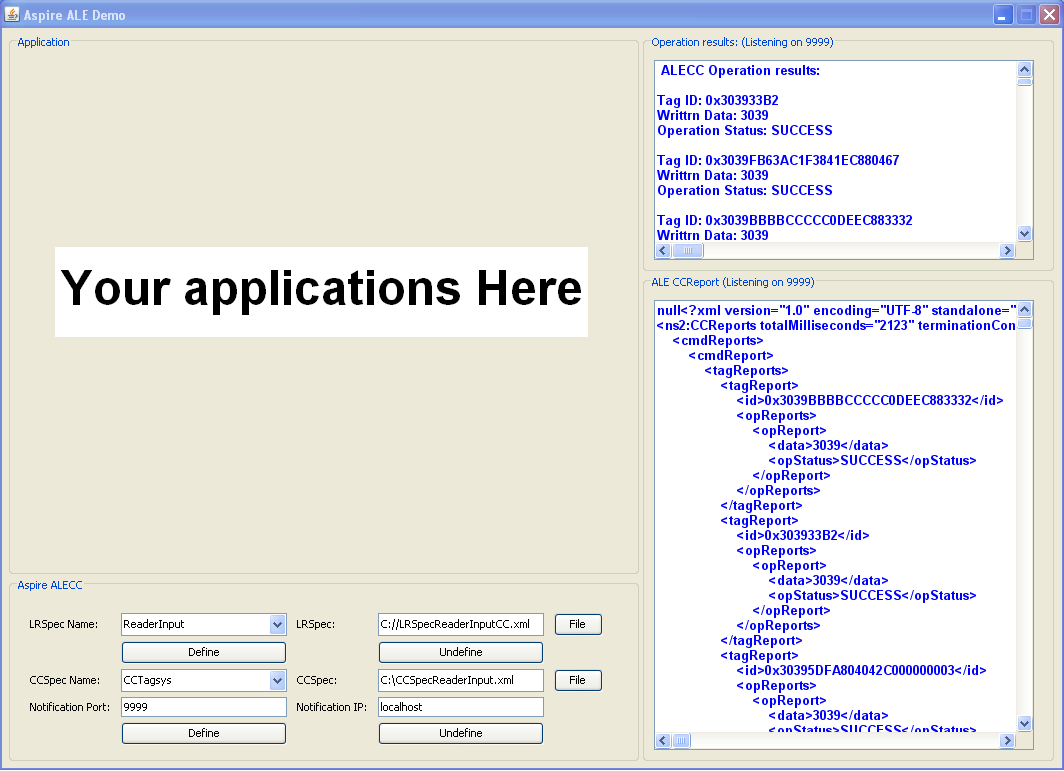 Aspire ALE Demo
Application
Your applications Here
Operation results: (Listening on 9999)
ALECC Operation results:
Tag ID: 0x303933B2
Writtrn Data: 3039
Operation Status: SUCCESS
Tag ID: 0x3039FB63AC1F3841EC880467
Writtrn Data: 3039
Operation Status: SUCCESS
Tag ID: 0x3039BBBBCCCCC0DEEC883332
Writtrn Data: 3039
ALE CCReport (Listening on 9999)
null<?xml version="1.0" encoding="UTF-8" standalone="
<ns2:CCReports totalMilliseconds="2123" terminationCon
<cmdReports>
<cmdReport>
<tagReports>
<tagReport>
<id>0x3039BBBBCCCCC0DEEC883332</id>
<opReports>
<opReport>
<data>3039</data>
<opStatus>SUCCESS</opStatus>
</opReport>
</opReports>
</tagReport>
<tagReport>
<id>0x303933B2</id>
<opReports>
<opReport>
<data>3039</data>
<opStatus>SUCCESS</opStatus>
</opReport>
</opReports>
</tagReport>
<tagReport>
<id>0x30395DFA804042C000000003</id>
<opReports>
<opReport>
<data>3039</data>
<opStatus>SUCCESS</opStatus>
Aspire ALECC
LRSpec Name: ReaderInput LRSpec: C://LRSpecReaderInputCC.xml File
Define Undefine
CCSpec Name: CCTagsys CCSpec: C:\CCSpecReaderInput.xml File
Notification Port: 9999 Notification IP: localhost
Define Undefine